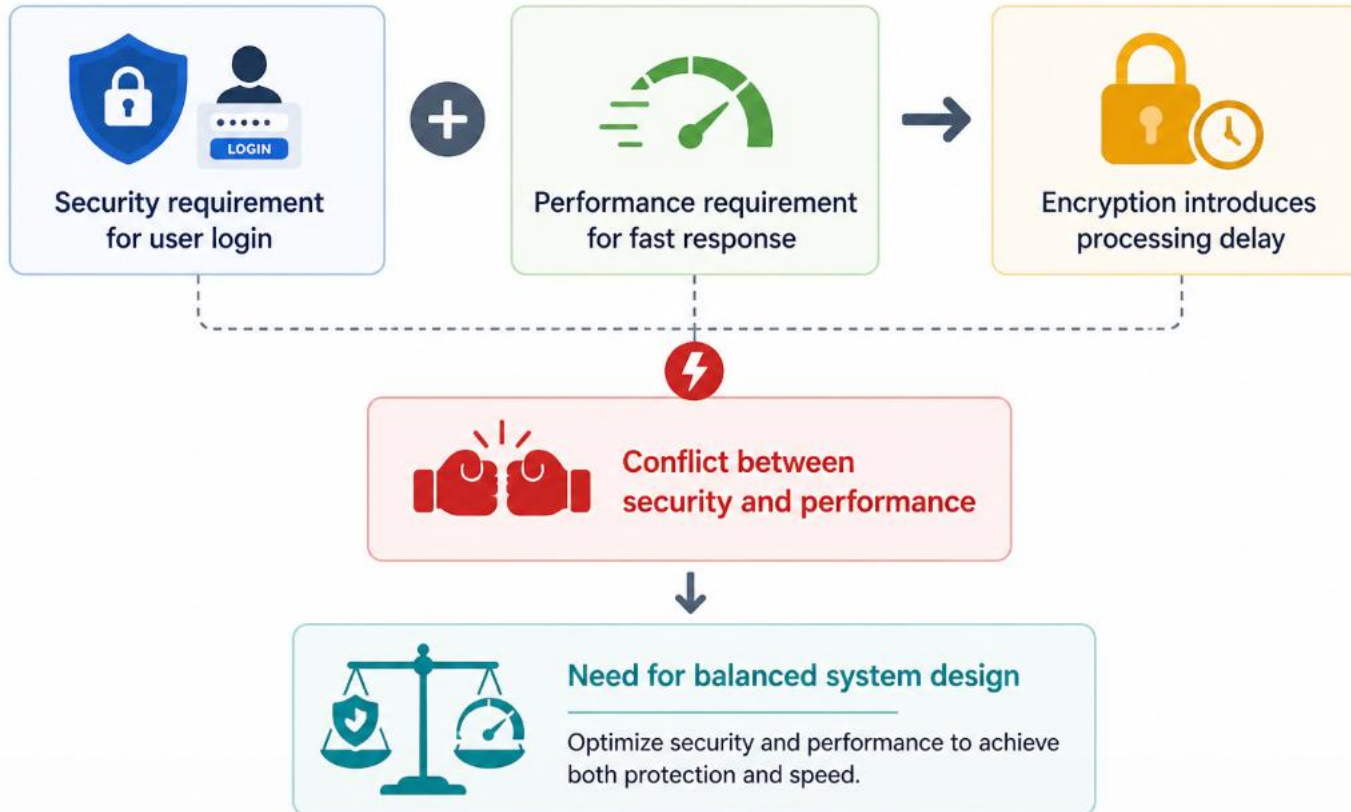 LOGIN
Security requirement
for user login
Performance requirement
for fast response
Encryption introduces
processing delay
Conflict between
security and performance
Need for balanced system design
Optimize security and performance to achieve
both protection and speed.